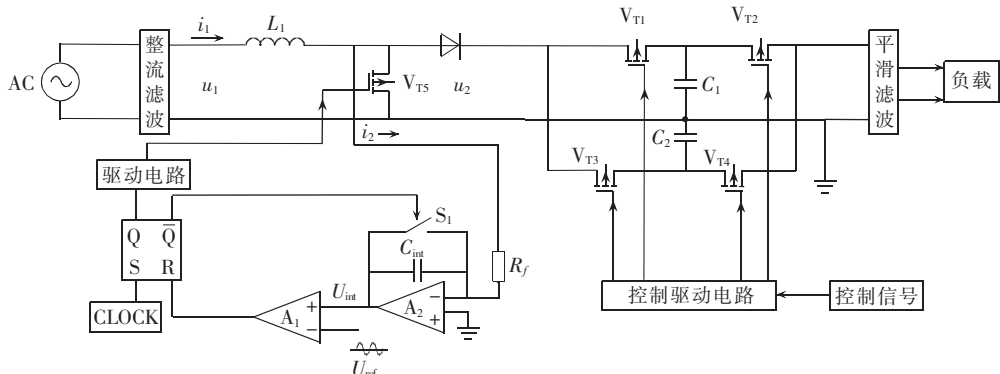 V_T1
V_T2
i_1
L_1
整流滤波
平滑滤波
AC
u_1
V_T5
u_2
C_1
负载
i_2
C_2
V_T3
V_T4
驱动电路
S_1
Q
Q̅
C_int
S
R
R_f
U_int
控制驱动电路
控制信号
CLOCK
A_1
+
−
A_2
−
+
U_ref